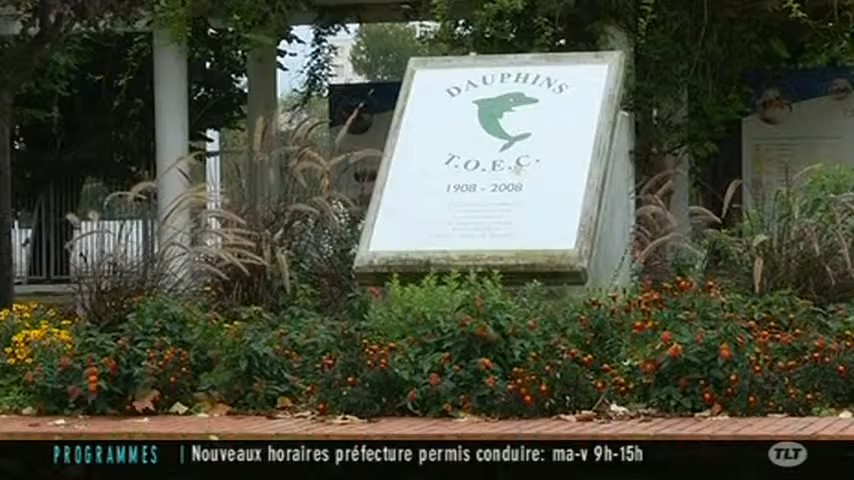 DAUPHINS
T.O.E.C.
1908 - 2008
PROGRAMMES | Nouveaux horaires préfecture permis conduire: ma-v 9h-15h
TLT